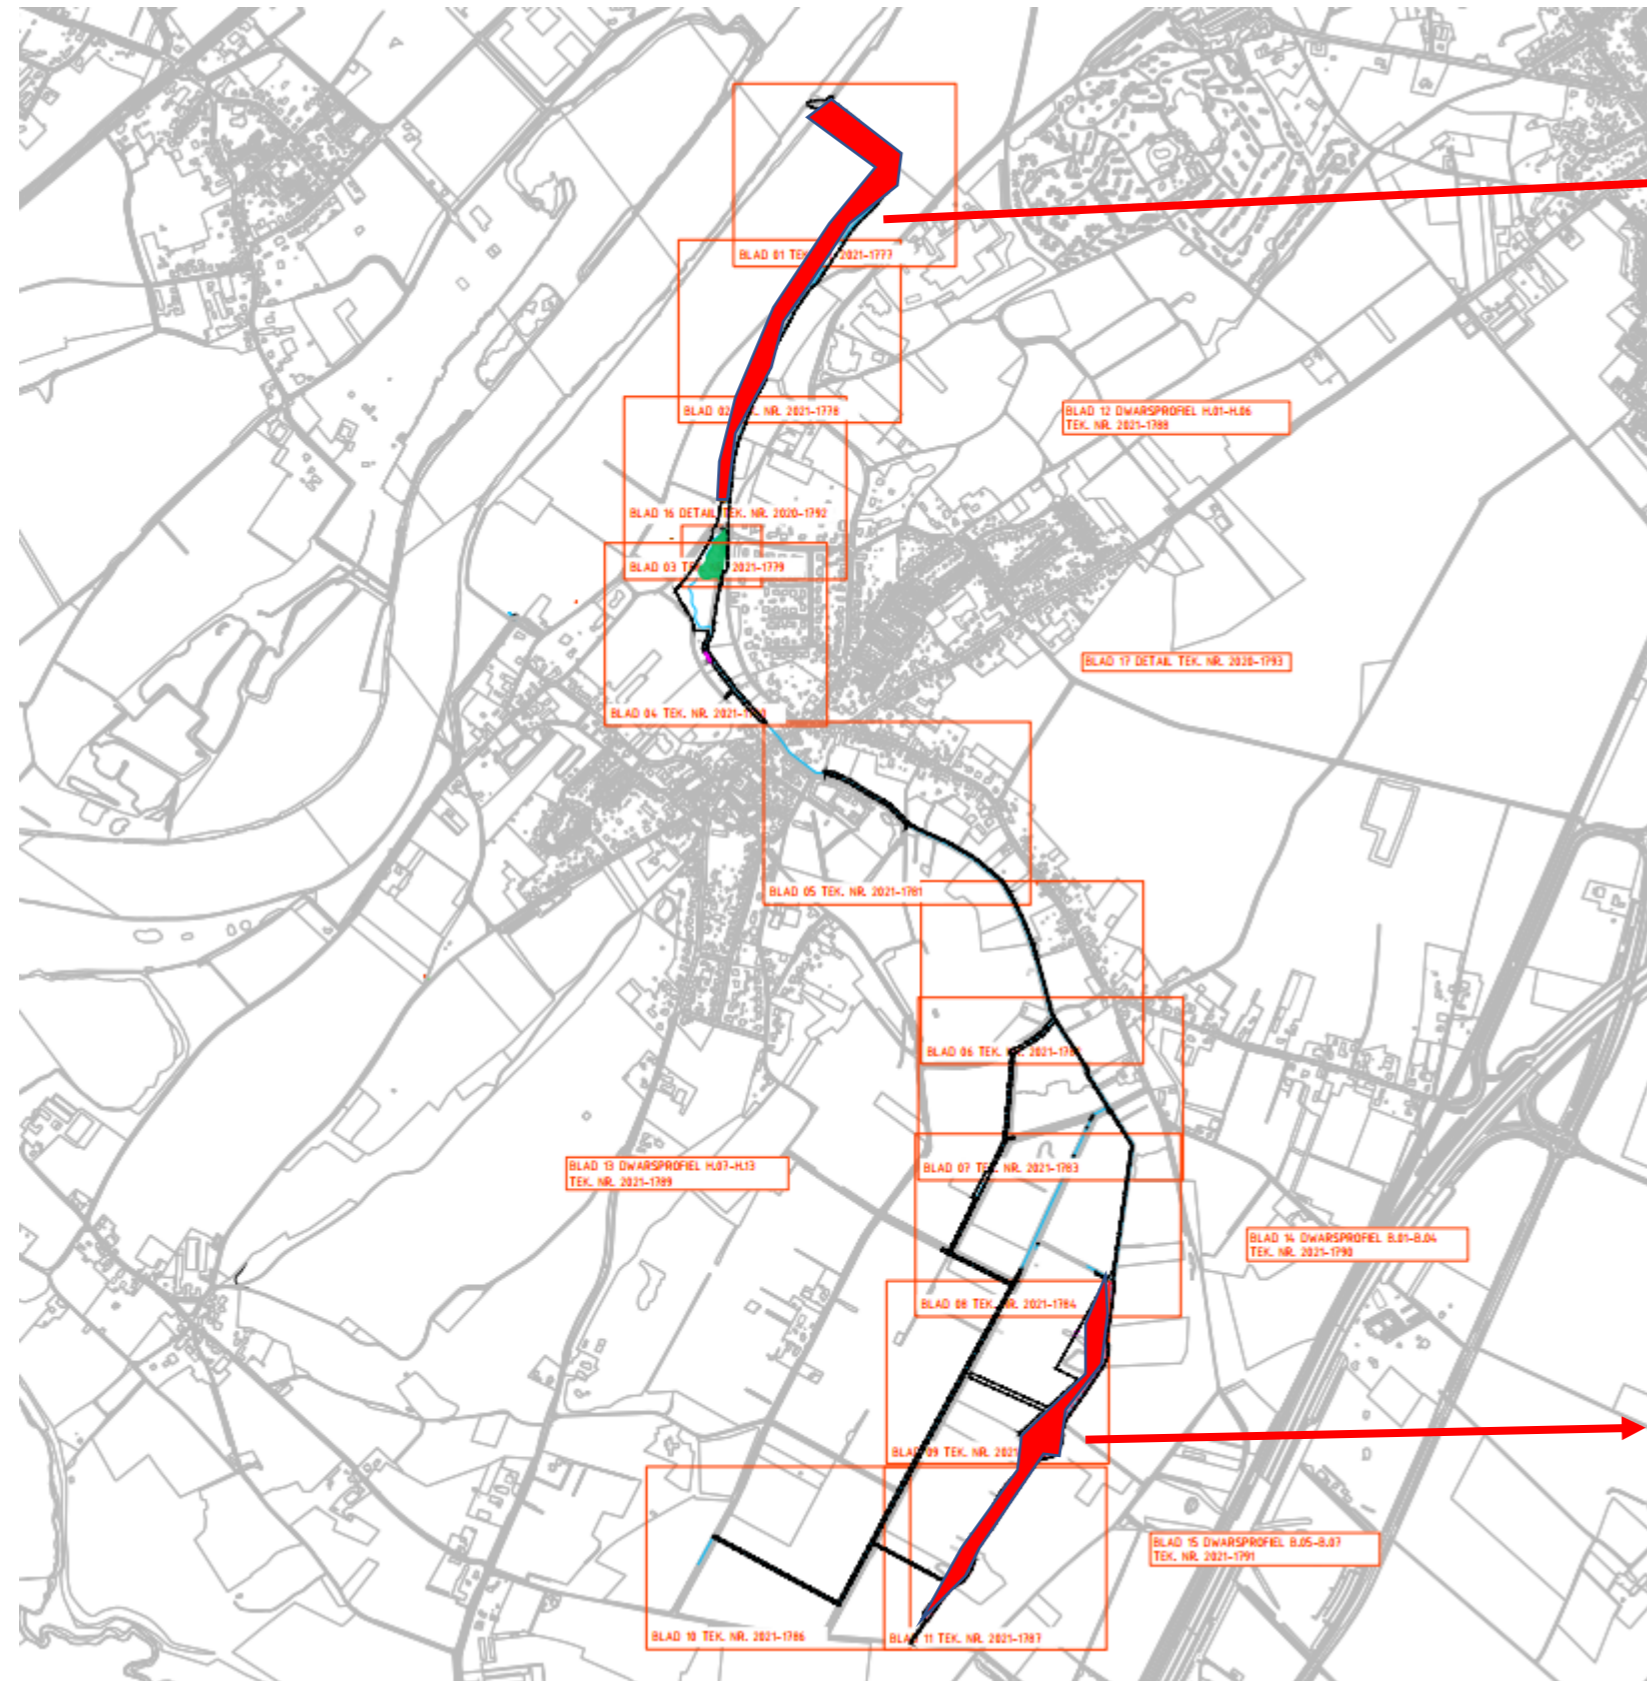 BLAD 01 TEK. 2021-1777
BLAD 02 NR. 2021-1778
BLAD 12 DWARSPROFIEL H.01-H.06
TEK. NR. 2021-1788
BLAD 16 DETAIL TEK. NR. 2020-1792
BLAD 03 2021-1779
BLAD 17 DETAIL TEK. NR. 2020-1793
BLAD 04 TEK. NR.
BLAD 05 TEK. NR. 2021-1781
BLAD 06 TEK.
BLAD 07 NR. 2021-1783
BLAD 13 DWARSPROFIEL H.07-H.13
TEK. NR. 2021-1789
BLAD 14 DWARSPROFIEL B.01-B.04
TEK. NR. 2021-1790
BLAD 08 TEK. NR. 2021-1784
BLAD 09 TEK. NR. 2021
BLAD 15 DWARSPROFIEL B.05-B.07
TEK. NR. 2021-1791
BLAD 10 TEK. NR. 2021-1786
BLAD 11 TEK. NR. 2021-1787